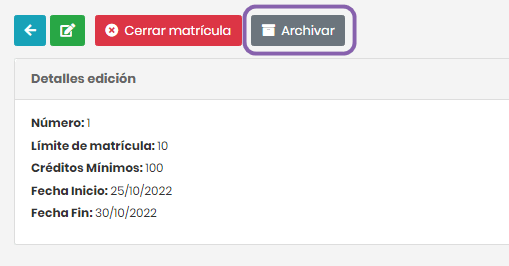 Cerrar matrícula Archivar
Detalles edición
Número: 1
Límite de matrícula: 10
Créditos Mínimos: 100
Fecha Inicio: 25/10/2022
Fecha Fin: 30/10/2022